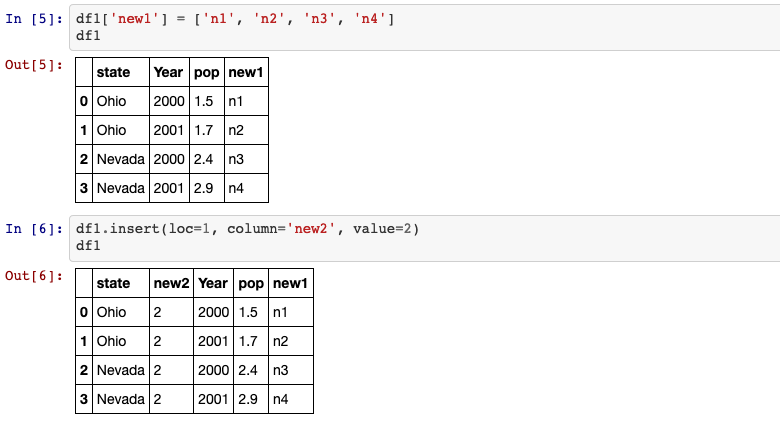 In [5]: df1['new1'] = ['n1', 'n2', 'n3', 'n4']
df1
Out[5]:
state Year pop new1
0 Ohio 2000 1.5 n1
1 Ohio 2001 1.7 n2
2 Nevada 2000 2.4 n3
3 Nevada 2001 2.9 n4
In [6]: df1.insert(loc=1, column='new2', value=2)
df1
Out[6]:
state new2 Year pop new1
0 Ohio 2 2000 1.5 n1
1 Ohio 2 2001 1.7 n2
2 Nevada 2 2000 2.4 n3
3 Nevada 2 2001 2.9 n4